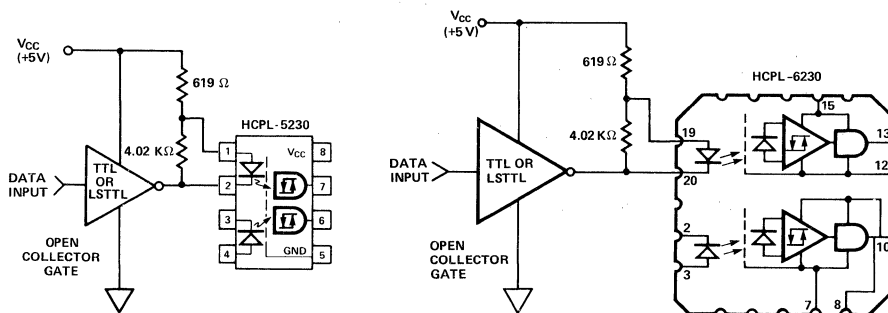 VCC
(+5V)
619 Ω
HCPL-5230
4.02 KΩ
1
VCC
8
TTL OR
LSTTL
DATA
INPUT
2
7
3
6
4
GND
5
OPEN
COLLECTOR
GATE
VCC
(+5V)
619 Ω
HCPL-6230
15
19
13
4.02 KΩ
12
TTL OR
LSTTL
DATA
INPUT
20
2
10
3
OPEN
COLLECTOR
GATE
7
8